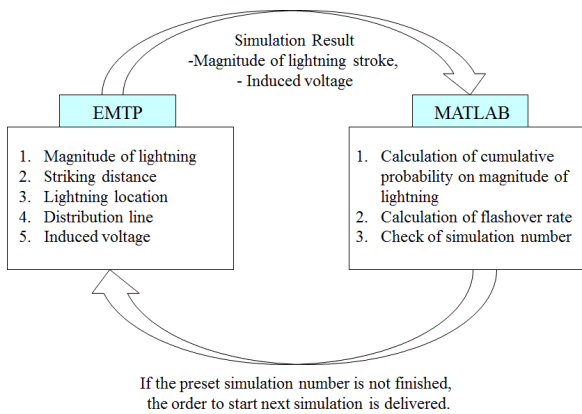 Simulation Result
-Magnitude of lightning stroke,
- Induced voltage
EMTP
1. Magnitude of lightning
2. Striking distance
3. Lightning location
4. Distribution line
5. Induced voltage
MATLAB
1. Calculation of cumulative
probability on magnitude of
lightning
2. Calculation of flashover rate
3. Check of simulation number
If the preset simulation number is not finished,
the order to start next simulation is delivered.